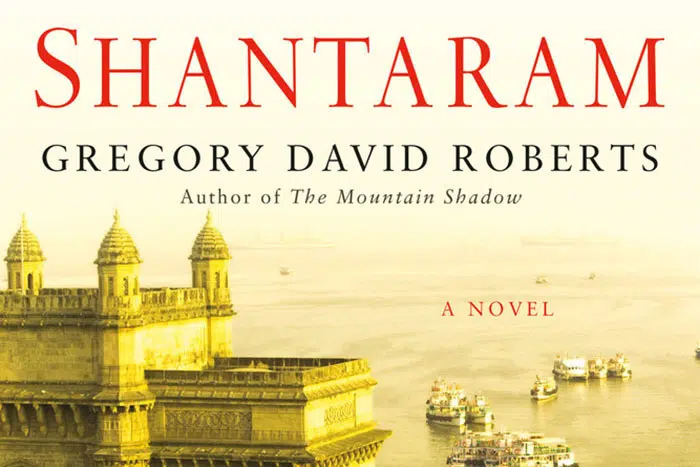 SHANTARAM
GREGORY DAVID ROBERTS
Author of The Mountain Shadow
A NOVEL